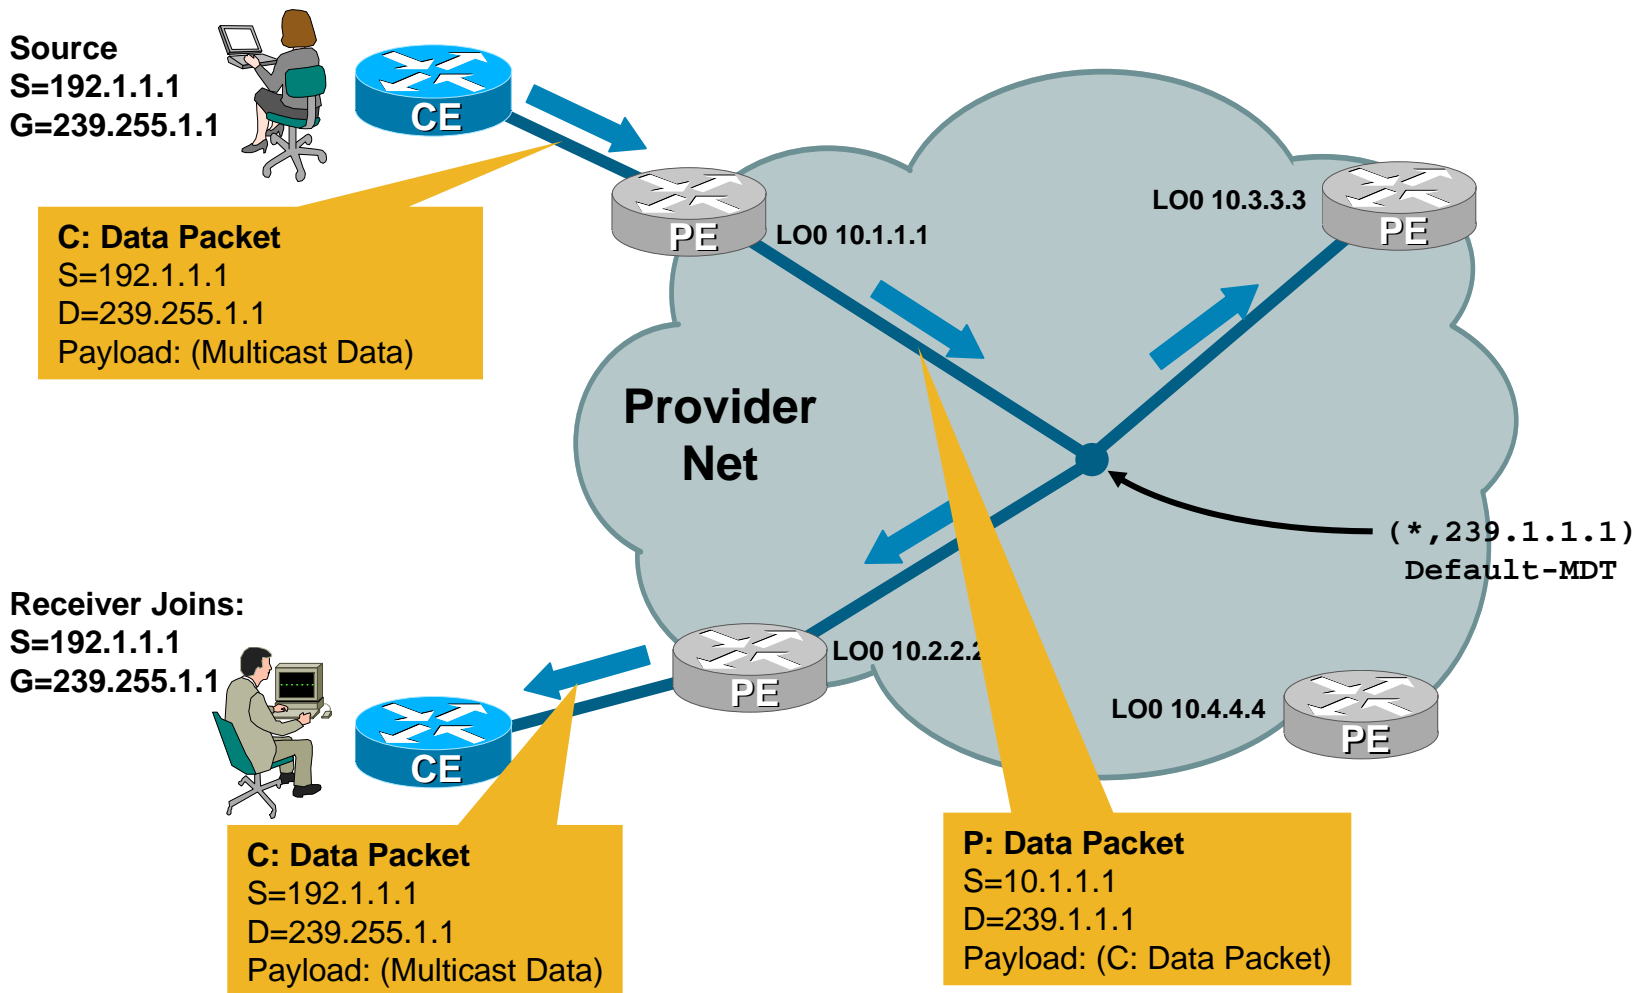 Source
S=192.1.1.1
G=239.255.1.1
CE
C: Data Packet
S=192.1.1.1
D=239.255.1.1
Payload: (Multicast Data)
PE
LO0 10.1.1.1
LO0 10.3.3.3
PE
Provider
Net
(*,239.1.1.1)
Default-MDT
Receiver Joins:
S=192.1.1.1
G=239.255.1.1
CE
PE
LO0 10.2.2.2
LO0 10.4.4.4
PE
C: Data Packet
S=192.1.1.1
D=239.255.1.1
Payload: (Multicast Data)
P: Data Packet
S=10.1.1.1
D=239.1.1.1
Payload: (C: Data Packet)